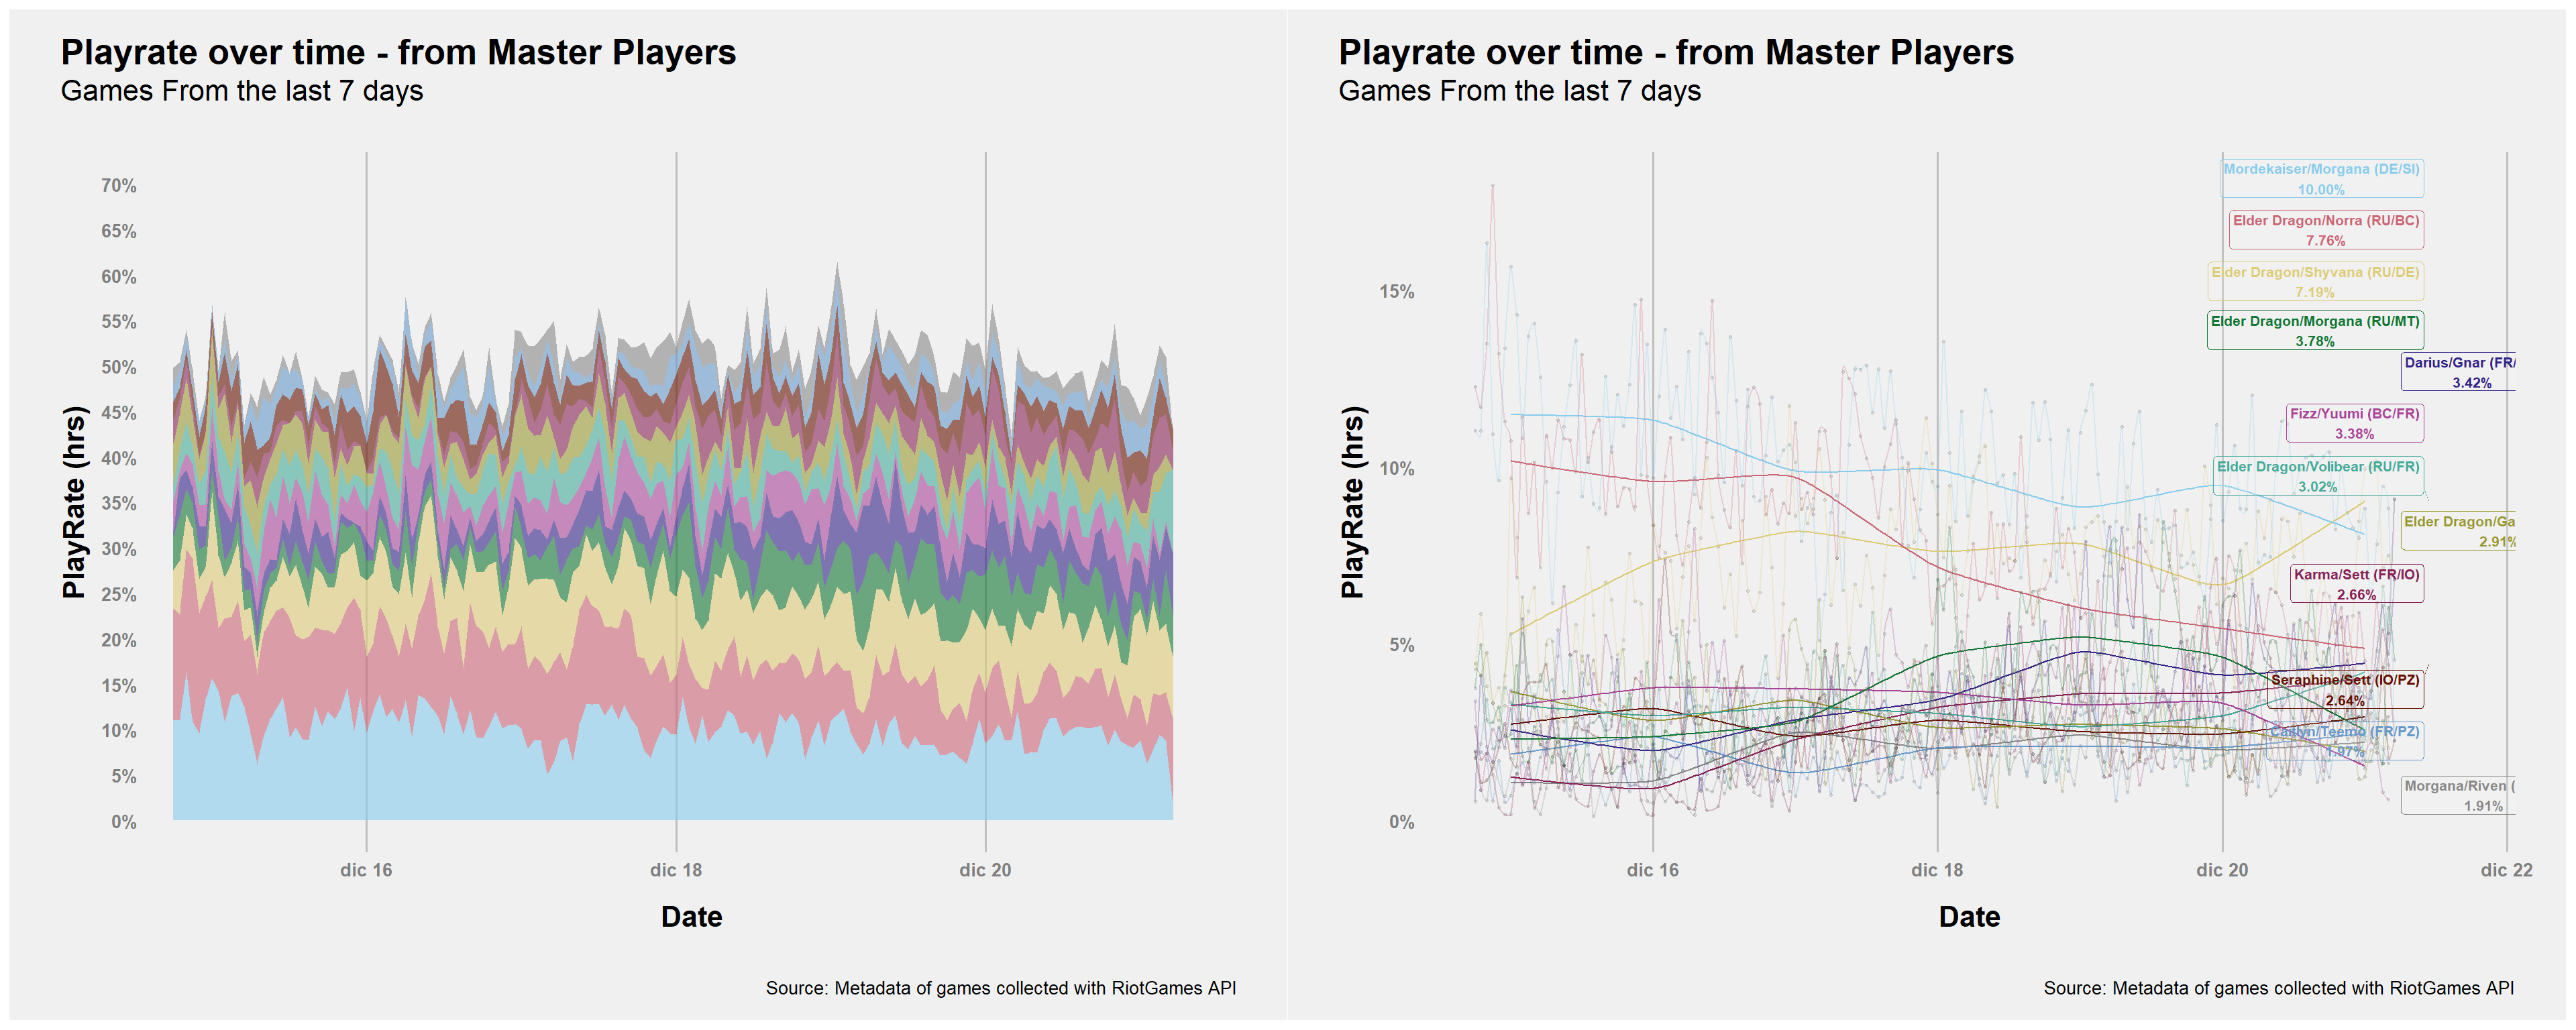 Playrate over time - from Master Players
Games From the last 7 days
PlayRate (hrs)
70%
65%
60%
55%
50%
45%
40%
35%
30%
25%
20%
15%
10%
5%
0%
dic 16
dic 18
dic 20
Date
Source: Metadata of games collected with RiotGames API
Playrate over time - from Master Players
Games From the last 7 days
PlayRate (hrs)
15%
10%
5%
0%
Mordekaiser/Morgana (DE/SI)
10.00%
Elder Dragon/Norra (RU/BC)
7.76%
Elder Dragon/Shyvana (RU/DE)
7.19%
Elder Dragon/Morgana (RU/MT)
3.78%
Darius/Gnar (FR/
3.42%
Fizz/Yuumi (BC/FR)
3.38%
Elder Dragon/Volibear (RU/FR)
3.02%
Elder Dragon/Ga
2.91%
Karma/Sett (FR/IO)
2.66%
Seraphine/Sett (IO/PZ)
2.64%
Caitlyn/Teemo (FR/PZ)
1.97%
Morgana/Riven (
1.91%
dic 16
dic 18
dic 20
dic 22
Date
Source: Metadata of games collected with RiotGames API